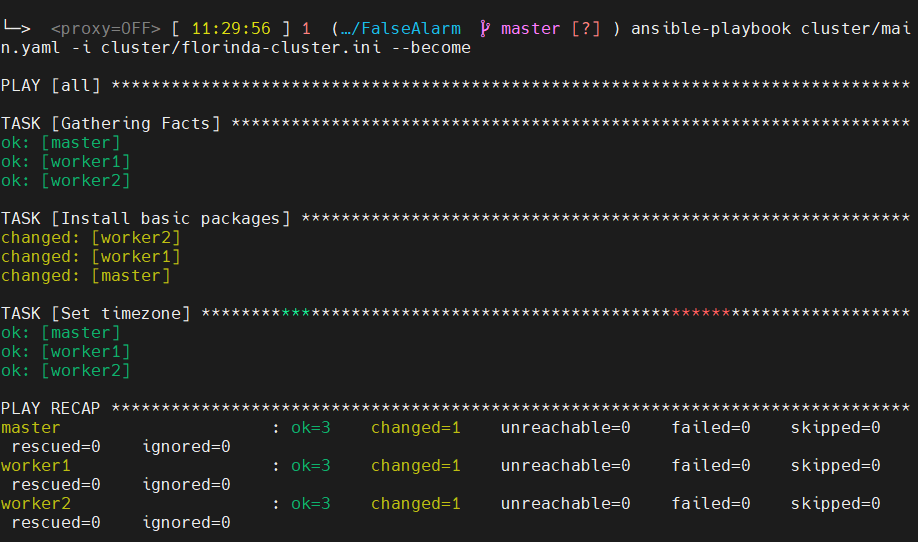 └─> <proxy=OFF> [ 11:29:56 ] 1 (…/FalseAlarm master [?] ) ansible-playbook cluster/mai
n.yaml -i cluster/florinda-cluster.ini --become
PLAY [all] ********************************************************************************
TASK [Gathering Facts] ********************************************************************
ok: [master]
ok: [worker1]
ok: [worker2]
TASK [Install basic packages] *************************************************************
changed: [worker2]
changed: [worker1]
changed: [master]
TASK [Set timezone] ***********************************************************************
ok: [master]
ok: [worker1]
ok: [worker2]
PLAY RECAP ********************************************************************************
master                     : ok=3    changed=1    unreachable=0    failed=0    skipped=0
 rescued=0    ignored=0
worker1                    : ok=3    changed=1    unreachable=0    failed=0    skipped=0
 rescued=0    ignored=0
worker2                    : ok=3    changed=1    unreachable=0    failed=0    skipped=0
 rescued=0    ignored=0